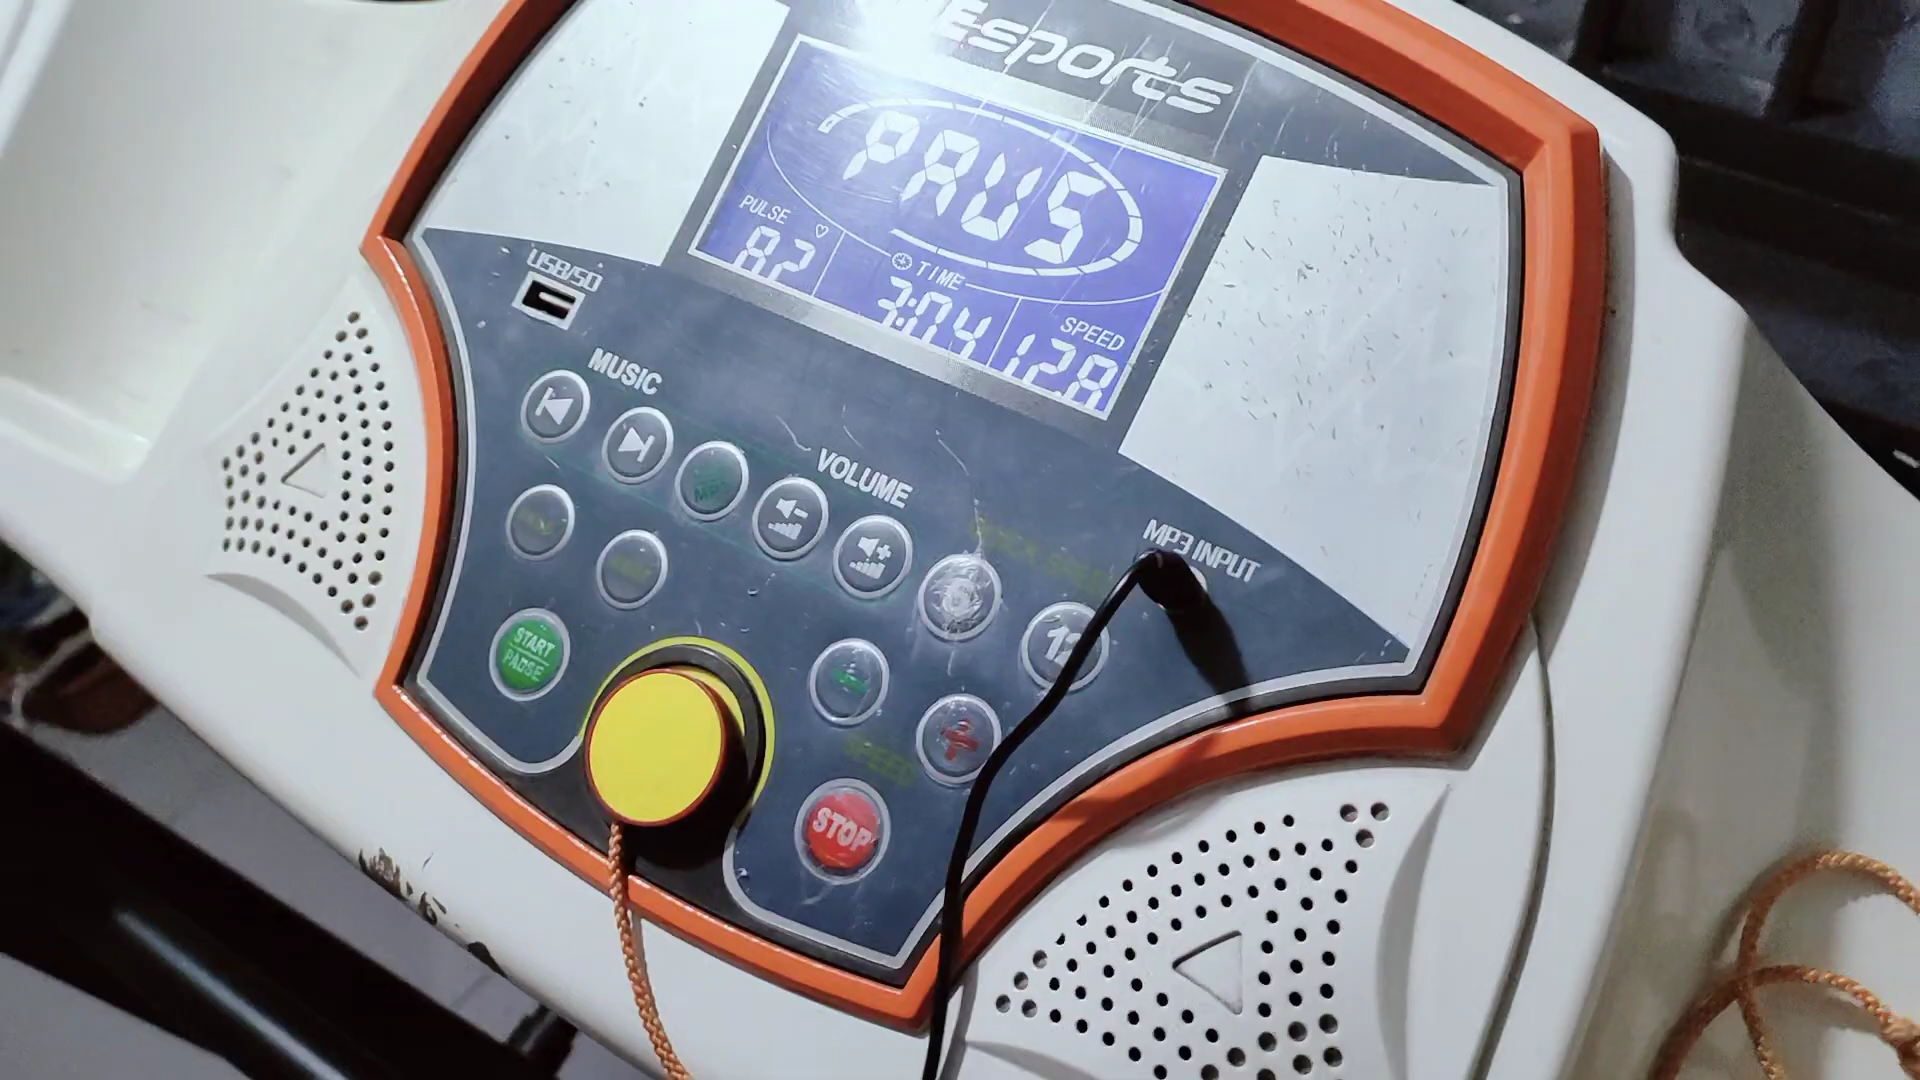 Esports
PAUS
PULSE
82
TIME
3:04
SPEED
12.8
USB/SD
MUSIC
VOLUME
MP3 INPUT
12
START
PAUSE
STOP